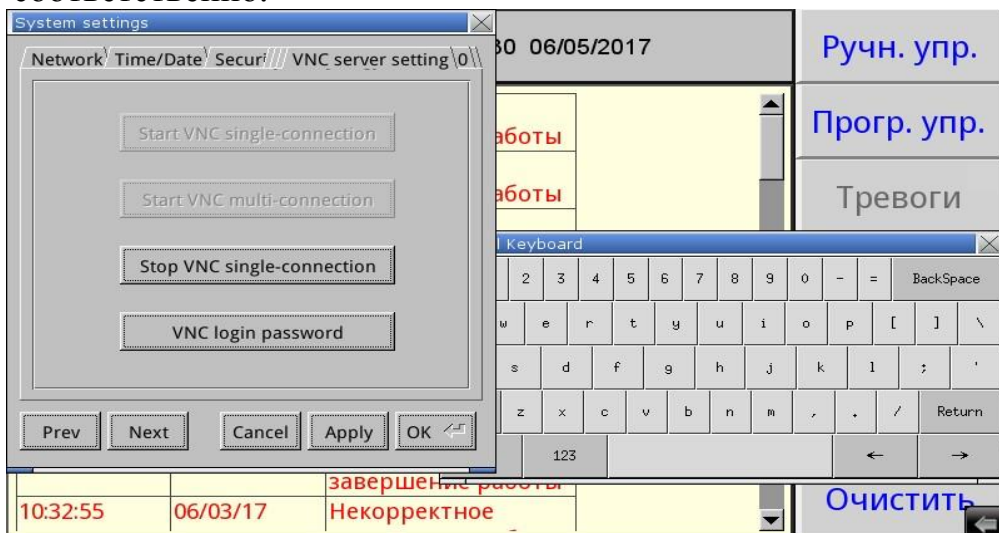 System settings
Network Time/Date Securi VNC server setting 0
30 06/05/2017
Ручн. упр.
Start VNC single-connection
аботы
Прогр. упр.
Start VNC multi-connection
аботы
Тревоги
l Keyboard
Stop VNC single-connection
2 3 4 5 6 7 8 9 0 - = BackSpace
VNC login password
w e r t y u i o p [ ] \
s d f g h j k l ; '
Prev Next Cancel Apply OK
z x c v b n m , . / Return
123 ← →
завершение работы
10:32:55 06/03/17 Некорректное
Очистить